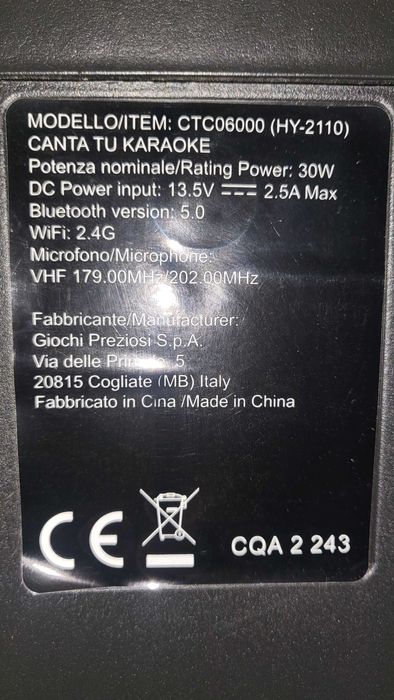 MODELLO/ITEM: CTC06000 (HY-2110)
CANTA TU KARAOKE
Potenza nominale/Rating Power: 30W
DC Power input: 13.5V ⎓ 2.5A Max
Bluetooth version: 5.0
WiFi: 2.4G
Microfono/Microphone:
VHF 179.00MHz/202.00MHz
Fabbricante/Manufacturer:
Giochi Preziosi S.p.A.
Via delle 5
20815 Cogliate (MB) Italy
Fabbricato in Cina /Made in China
CE
CQA 2 243